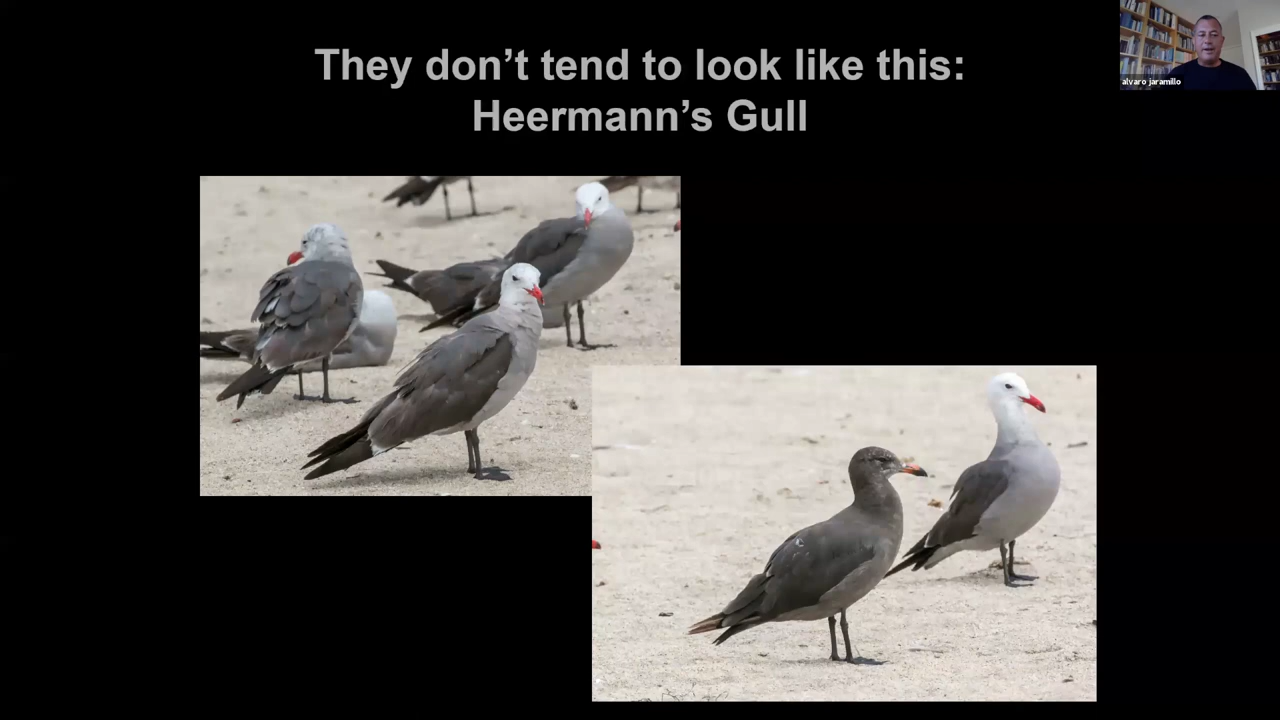 They don’t tend to look like this:
Heermann’s Gull
alvaro jaramillo